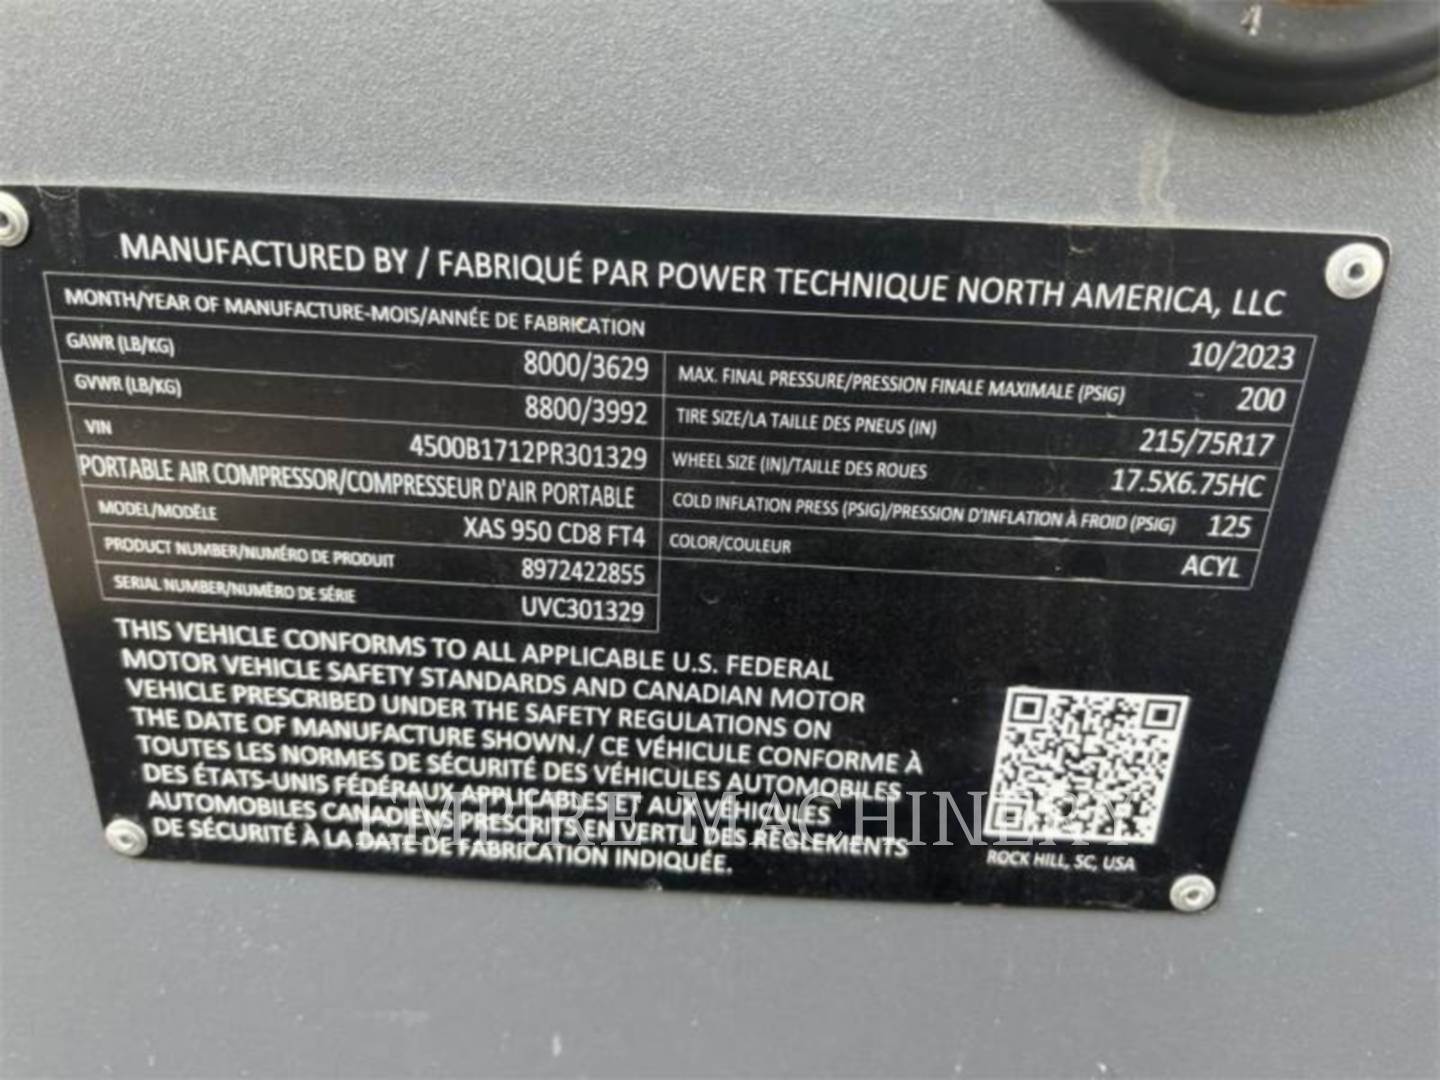 MANUFACTURED BY / FABRIQUÉ PAR POWER TECHNIQUE NORTH AMERICA, LLC
MONTH/YEAR OF MANUFACTURE-MOIS/ANNÉE DE FABRICATION 10/2023
GAWR (LB/KG) 8000/3629 MAX. FINAL PRESSURE/PRESSION FINALE MAXIMALE (PSIG) 200
GVWR (LB/KG) 8800/3992 TIRE SIZE/LA TAILLE DES PNEUS (IN) 215/75R17
VIN 4500B1712PR301329 WHEEL SIZE (IN)/TAILLE DES ROUES 17.5X6.75HC
PORTABLE AIR COMPRESSOR/COMPRESSEUR D'AIR PORTABLE COLD INFLATION PRESS (PSIG)/PRESSION D'INFLATION À FROID (PSIG) 125
MODEL/MODÈLE XAS 950 CD8 FT4 COLOR/COULEUR ACYL
PRODUCT NUMBER/NUMÉRO DE PRODUIT 8972422855
SERIAL NUMBER/NUMÉRO DE SÉRIE UVC301329
THIS VEHICLE CONFORMS TO ALL APPLICABLE U.S. FEDERAL
MOTOR VEHICLE SAFETY STANDARDS AND CANADIAN MOTOR
VEHICLE PRESCRIBED UNDER THE SAFETY REGULATIONS ON
THE DATE OF MANUFACTURE SHOWN./ CE VÉHICULE CONFORME À
TOUTES LES NORMES DE SÉCURITÉ DES VÉHICULES AUTOMOBILES
DES ÉTATS-UNIS FÉDÉRAUX APPLICABLES ET AUX VÉHICULES
AUTOMOBILES CANADIENS PRESCRITS EN VERTU DES RÈGLEMENTS
DE SÉCURITÉ À LA DATE DE FABRICATION INDIQUÉE.
ROCK HILL, SC, USA
EMPIRE MACHINERY